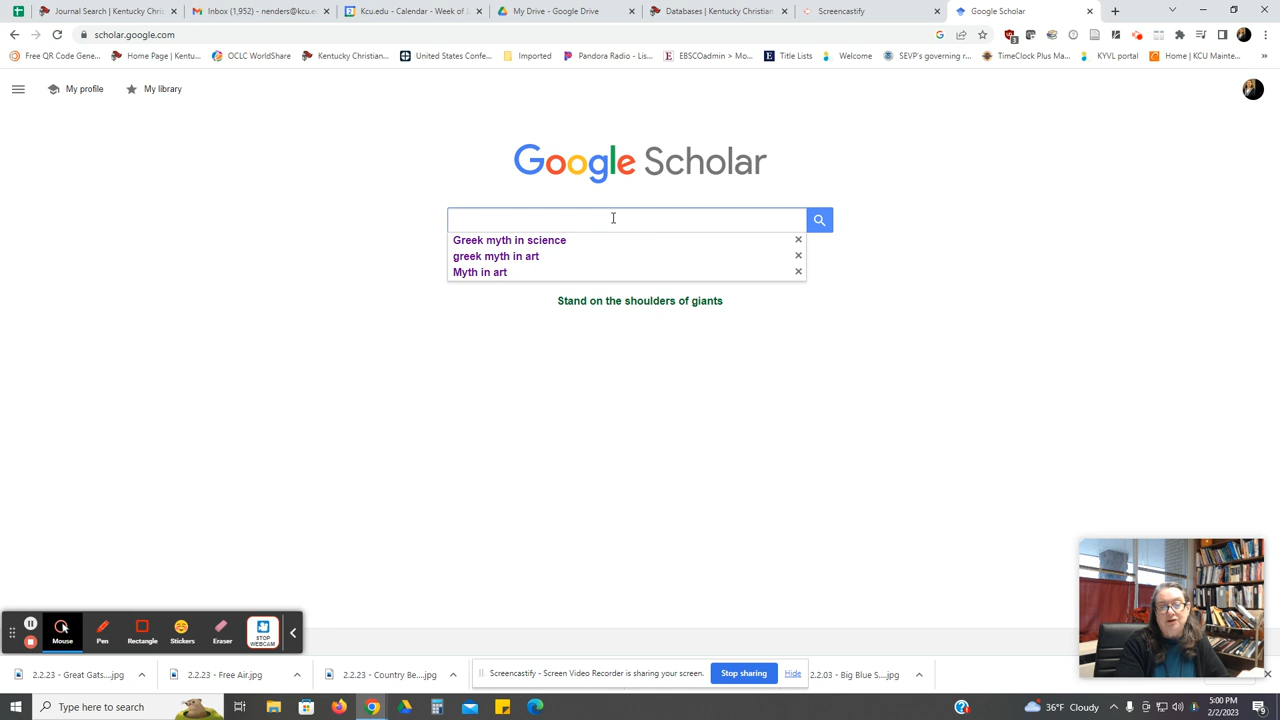 Journal Search | Kentucky Chris
Inbox (1,952) - nenders@kcu.ec
Kcu.edu - Calendar - Week of J
My Drive - Google Drive
Databases | Kentucky Christian
Screencastify
Google Scholar
scholar.google.com
3
Free QR Code Gene...
Home Page | Kentu...
OCLC WorldShare
Kentucky Christian...
United States Confe...
Imported
Pandora Radio - Lis...
EBSCOadmin > Mo...
Title Lists
Welcome
SEVP's governing r...
TimeClock Plus Ma...
KYVL portal
Home | KCU Mainte...
»
My profile
My library
Google Scholar
Greek myth in science
greek myth in art
Myth in art
Stand on the shoulders of giants
Mouse
Pen
Rectangle
Stickers
Eraser
STOP WEBCAM
2.2.23 - Great Gats....jpg
2.2.23 - Free Air.jpg
2.2.23 - Country Pe....jpg
Screencastify - Screen Video Recorder is sharing your screen.
Stop sharing
Hide
2.2.03 - Big Blue S....jpg
Type here to search
36°F Cloudy
5:00 PM
2/2/2023
9